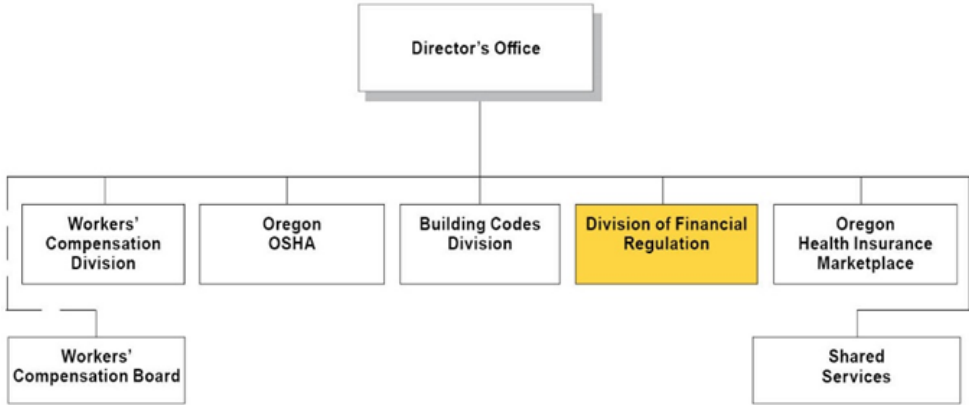 Director’s Office
Workers’
Compensation
Division
Oregon
OSHA
Building Codes
Division
Division of Financial
Regulation
Oregon
Health Insurance
Marketplace
Workers’
Compensation Board
Shared
Services